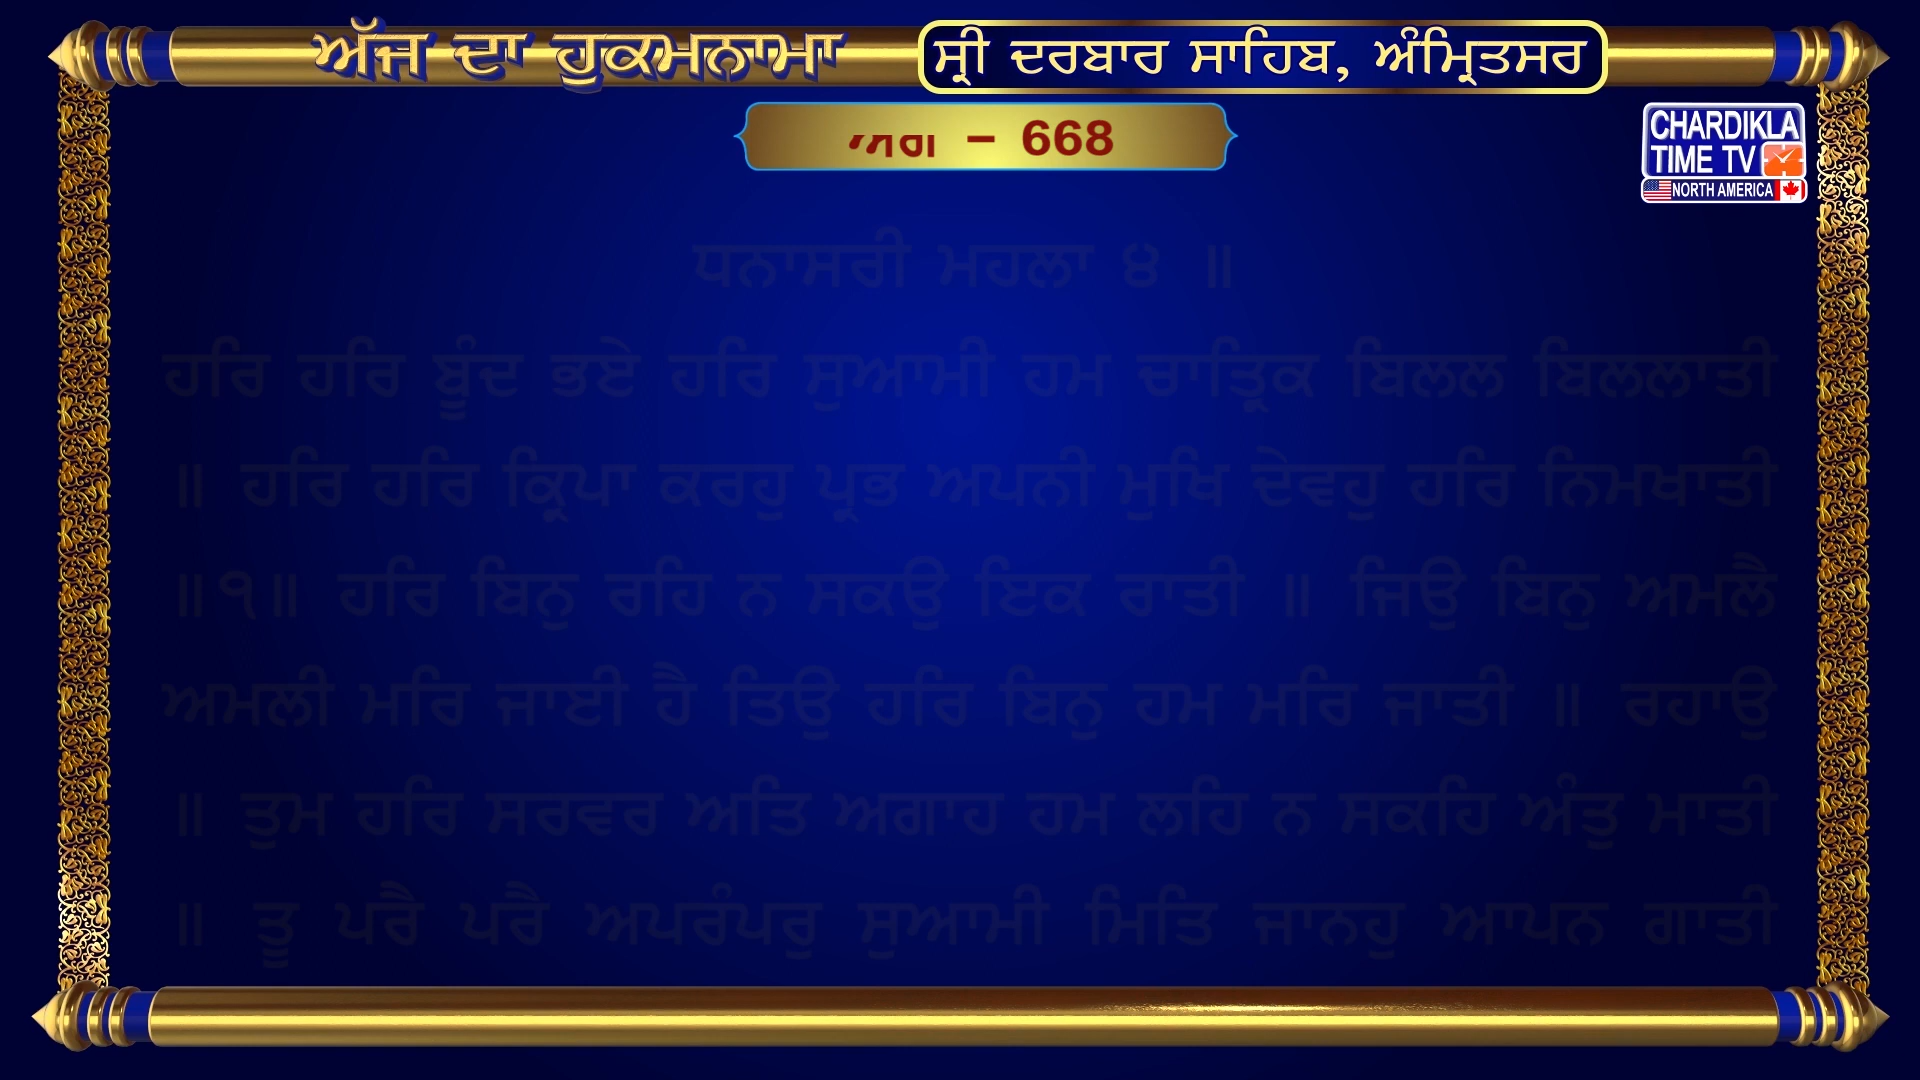 ਅੱਜ ਦਾ ਹੁਕਮਨਾਮਾ ਸ੍ਰੀ ਦਰਬਾਰ ਸਾਹਿਬ, ਅੰਮ੍ਰਿਤਸਰ
– 668
CHARDIKLA
TIME TV
NORTH AMERICA
ਧਨਾਸਰੀ ਮਹਲਾ ੪ ॥
ਹਰਿ ਹਰਿ ਬੂੰਦ ਭਏ ਹਰਿ ਸੁਆਮੀ ਹਮ ਚਾਤ੍ਰਿਕ ਬਿਲਲ ਬਿਲਲਾਤੀ
॥ ਹਰਿ ਹਰਿ ਕ੍ਰਿਪਾ ਕਰਹੁ ਪ੍ਰਭ ਅਪਨੀ ਮੁਖਿ ਦੇਵਹੁ ਹਰਿ ਨਿਮਖਾਤੀ
॥੧॥ ਹਰਿ ਬਿਨੁ ਰਹਿ ਨ ਸਕਉ ਇਕ ਰਾਤੀ ॥ ਜਿਉ ਬਿਨੁ ਅਮਲੈ
ਅਮਲੀ ਮਰਿ ਜਾਈ ਹੈ ਤਿਉ ਹਰਿ ਬਿਨੁ ਹਮ ਮਰਿ ਜਾਤੀ ॥ ਰਹਾਉ
॥ ਤੁਮ ਹਰਿ ਸਰਵਰ ਅਤਿ ਅਗਾਹ ਹਮ ਲਹਿ ਨ ਸਕਹਿ ਅੰਤੁ ਮਾਤੀ
॥ ਤੂ ਪਰੈ ਪਰੈ ਅਪਰੰਪਰੁ ਸੁਆਮੀ ਮਿਤਿ ਜਾਨਹੁ ਆਪਨ ਗਾਤੀ